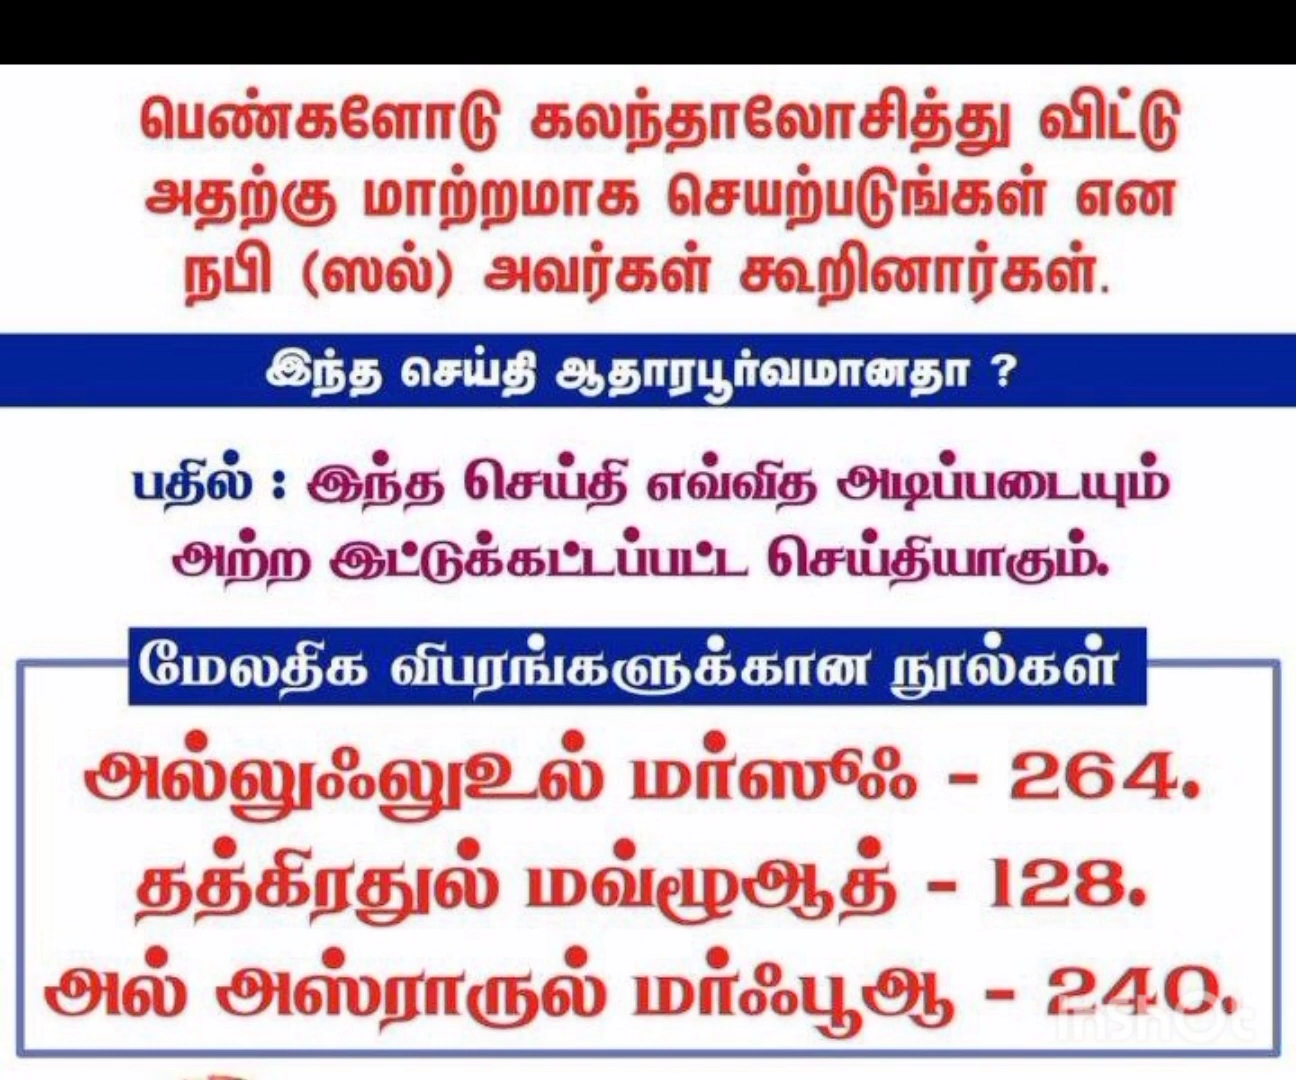 பெண்களோடு கலந்தாலோசித்து விட்டு
அதற்கு மாற்றமாக செயற்படுங்கள் என
நபி (ஸல்) அவர்கள் கூறினார்கள்.
இந்த செய்தி ஆதாரபூர்வமானதா ?
பதில் : இந்த செய்தி எவ்வித அடிப்படையும்
அற்ற இட்டுக்கட்டப்பட்ட செய்தியாகும்.
மேலதிக விபரங்களுக்கான நூல்கள்
அல்லுஃலுஉல் மர்ஸூஃ - 264.
தத்கிரதுல் மவ்ழூஆத் - 128.
அல் அஸ்ராருல் மர்ஃபூஆ - 240.
InShOt